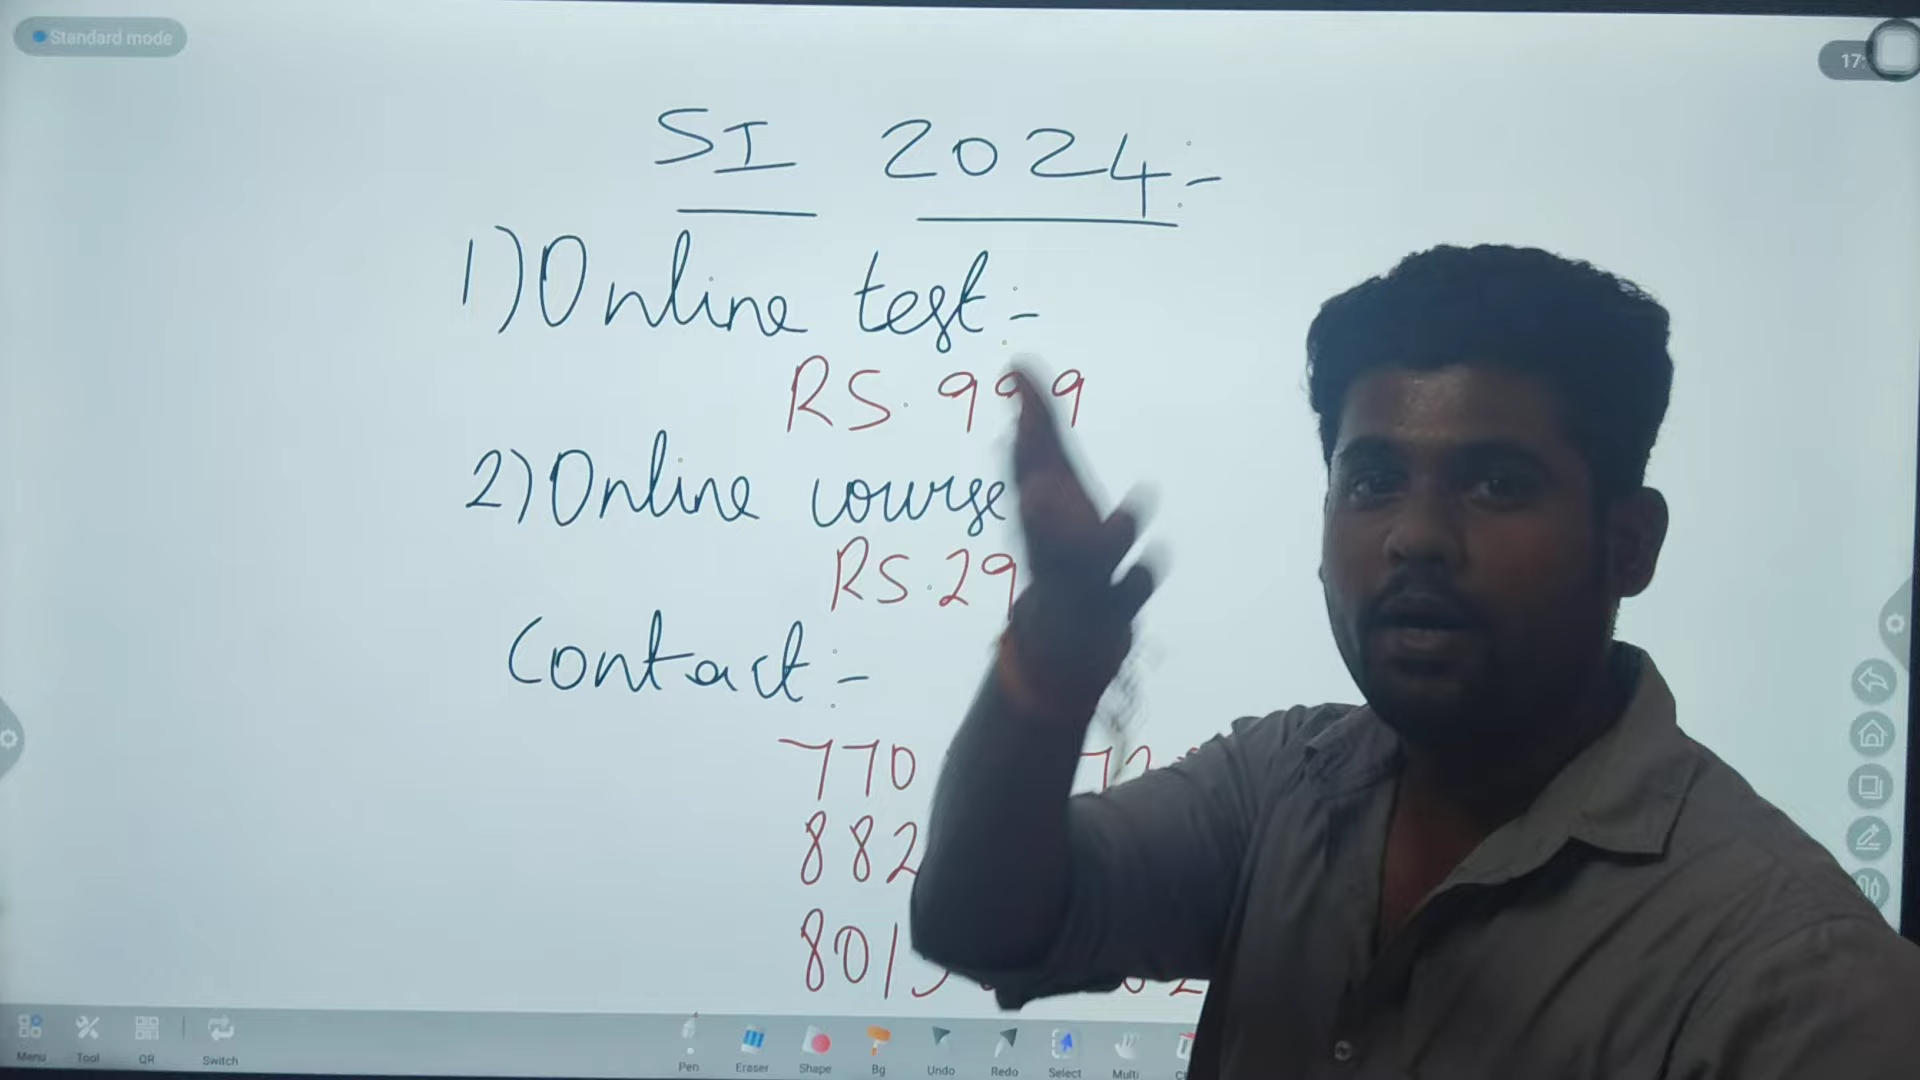 Standard mode
17:
SI 2024:-
1) Online test:-
RS. 999
2) Online course
RS. 29
Contact:-
770
882
801
Menu Tool QR Switch Pen Eraser Shape Bg Undo Redo Select Multi